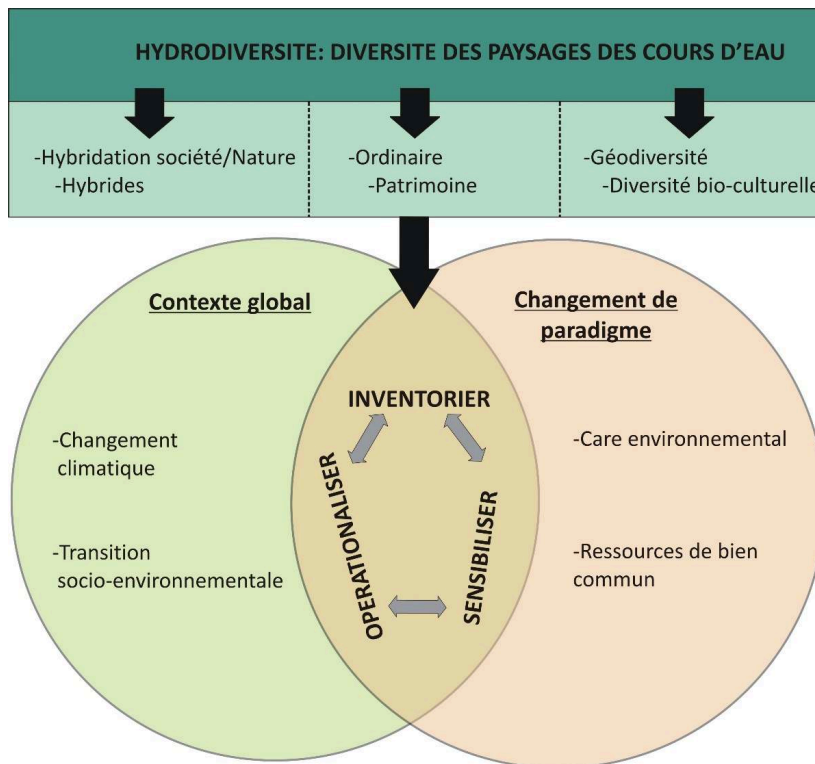 HYDRODIVERSITE: DIVERSITE DES PAYSAGES DES COURS D'EAU
-Hybridation société/Nature
-Hybrides
-Ordinaire
-Patrimoine
-Géodiversité
-Diversité bio-culturelle
Contexte global
-Changement
climatique
-Transition
socio-environnementale
INVENTORIER
OPERATIONALISER
SENSIBILISER
Changement de
paradigme
-Care environnemental
-Ressources de bien
commun